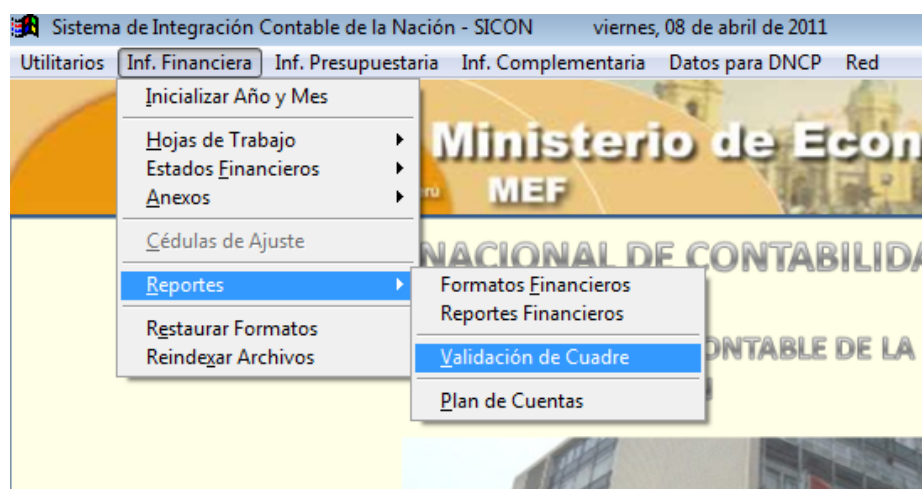 Sistema de Integración Contable de la Nación - SICON viernes, 08 de abril de 2011
Utilitarios Inf. Financiera Inf. Presupuestaria Inf. Complementaria Datos para DNCP Red
Inicializar Año y Mes
Hojas de Trabajo
Estados Financieros
Anexos
Cédulas de Ajuste
Reportes
Restaurar Formatos
Reindexar Archivos
Formatos Financieros
Reportes Financieros
Validación de Cuadre
Plan de Cuentas
Ministerio de Econ
MEF
NACIONAL DE CONTABILIDA
ONTABLE DE LA